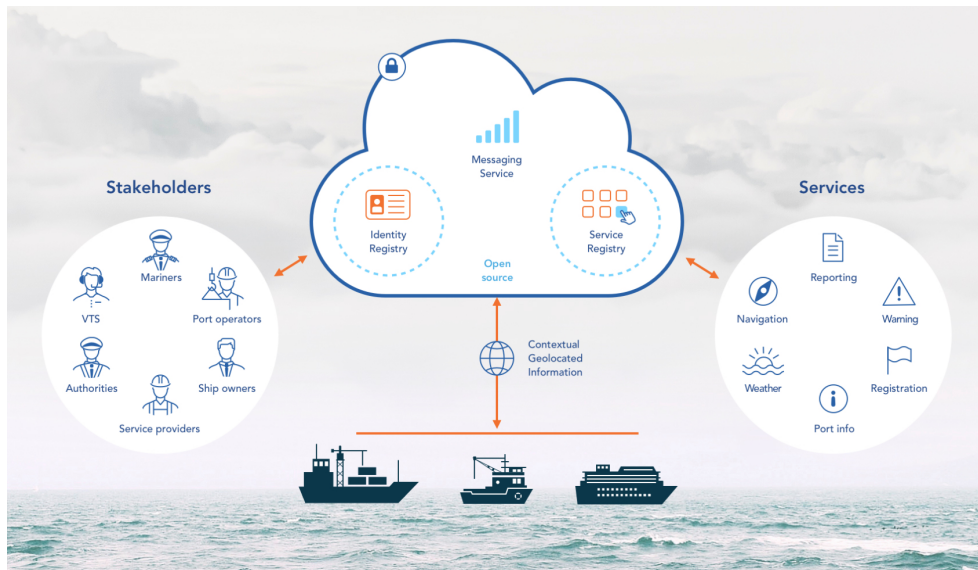 Messaging
Service
Stakeholders
Services
Identity
Registry
Service
Registry
Open
source
Mariners
Reporting
VTS
Port operators
Navigation
Warning
Contextual
Geolocated
Information
Authorities
Ship owners
Weather
Registration
Service providers
Port info